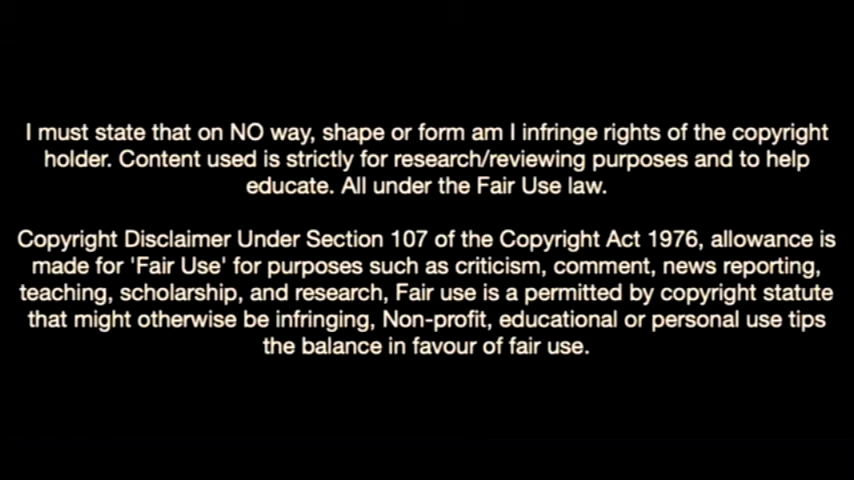 I must state that on NO way, shape or form am I infringe rights of the copyright
holder. Content used is strictly for research/reviewing purposes and to help
educate. All under the Fair Use law.
Copyright Disclaimer Under Section 107 of the Copyright Act 1976, allowance is
made for 'Fair Use' for purposes such as criticism, comment, news reporting,
teaching, scholarship, and research, Fair use is a permitted by copyright statute
that might otherwise be infringing, Non-profit, educational or personal use tips
the balance in favour of fair use.